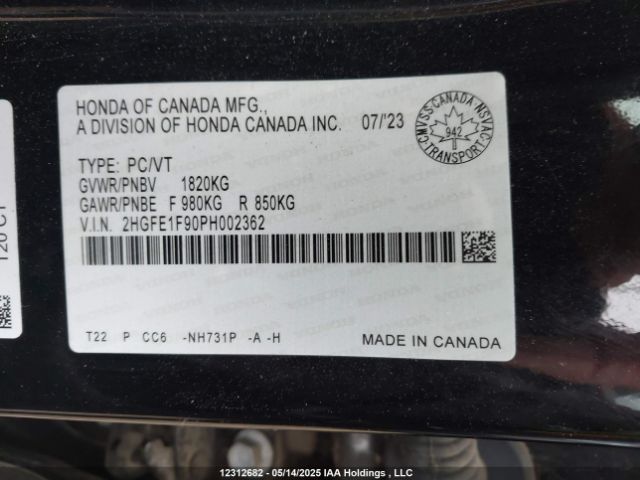 HONDA OF CANADA MFG.,
A DIVISION OF HONDA CANADA INC. 07/'23
CMVSS CANADA NSVAC
942
TRANSPORT
TYPE: PC/VT
GVWR/PNBV 1820KG
GAWR/PNBE F 980KG R 850KG
V.I.N. 2HGFE1F90PH002362
T22 P CC6 -NH731P -A -H
MADE IN CANADA
12312682 - 05/14/2025 IAA Holdings , LLC